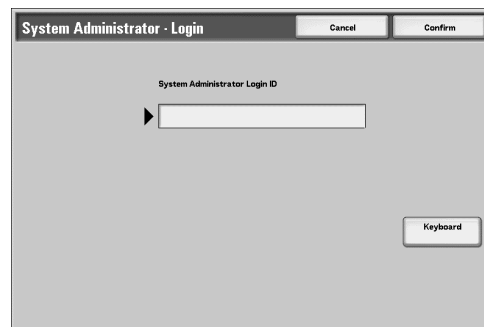 System Administrator - Login
Cancel
Confirm
System Administrator Login ID
Keyboard